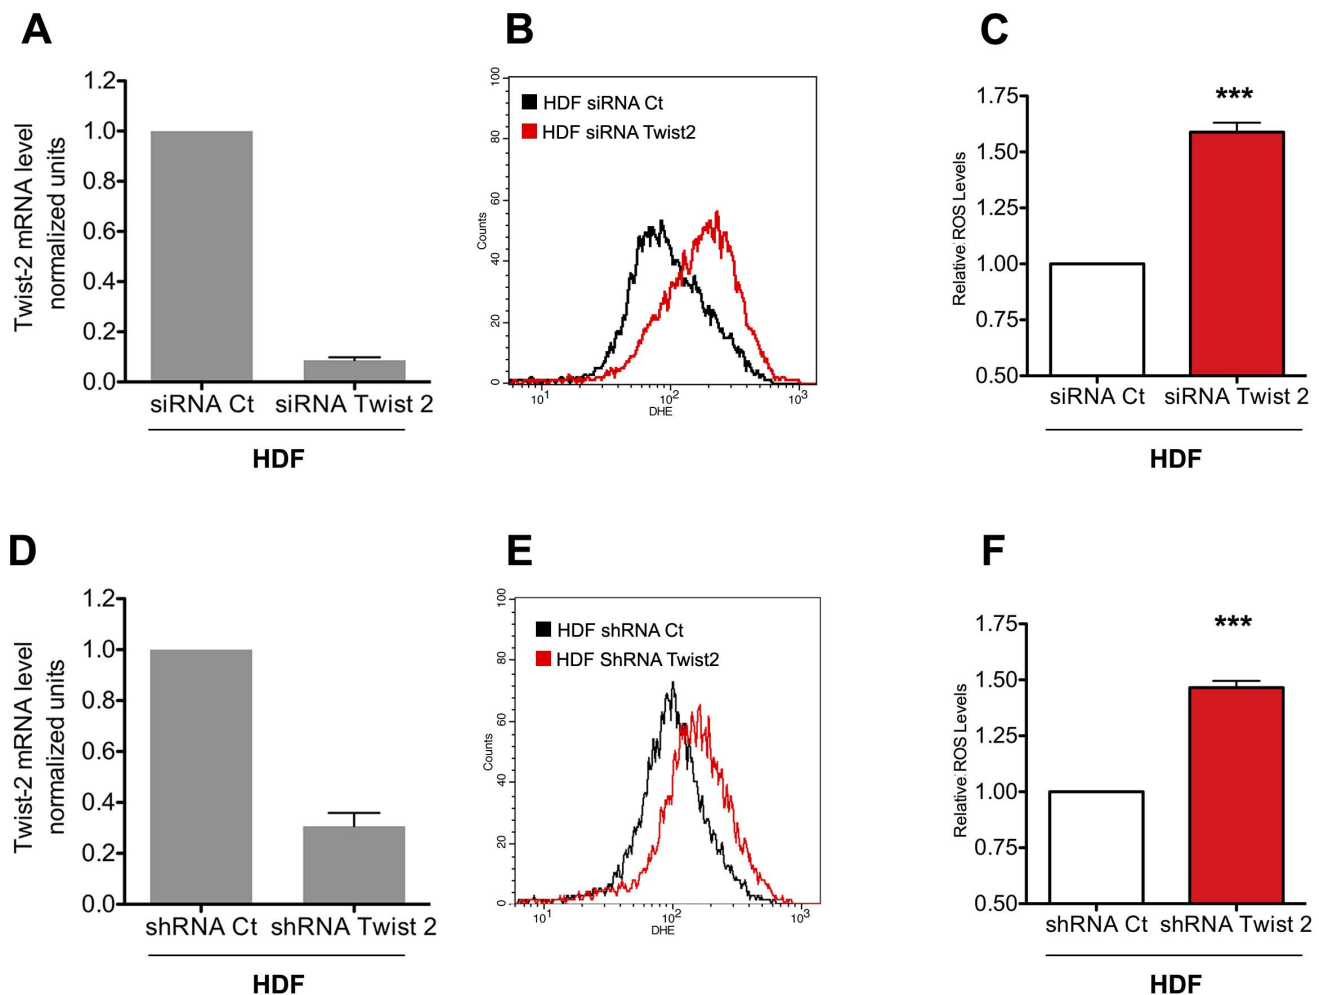 A
Twist-2 mRNA level
normalized units
1.2
1.0
0.8
0.6
0.4
0.2
0.0
siRNA Ct siRNA Twist 2
HDF
B
HDF siRNA Ct
HDF siRNA Twist2
Counts
100
80
60
40
20
0
10¹ 10² 10³
DHE
C
Relative ROS Levels
***
1.75
1.50
1.25
1.00
0.75
0.50
siRNA Ct siRNA Twist 2
HDF
D
Twist-2 mRNA level
normalized units
1.2
1.0
0.8
0.6
0.4
0.2
0.0
shRNA Ct shRNA Twist 2
HDF
E
HDF shRNA Ct
HDF ShRNA Twist2
Counts
100
80
60
40
20
0
10¹ 10² 10³
DHE
F
Relative ROS Levels
***
1.75
1.50
1.25
1.00
0.75
0.50
shRNA Ct shRNA Twist 2
HDF